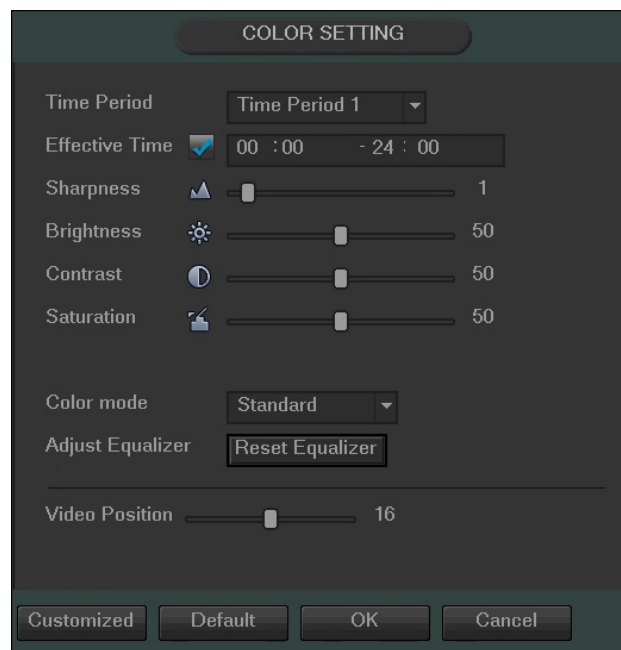 COLOR SETTING
Time Period Time Period 1
Effective Time 00 :00 - 24 : 00
Sharpness 1
Brightness 50
Contrast 50
Saturation 50
Color mode Standard
Adjust Equalizer Reset Equalizer
Video Position 16
Customized Default OK Cancel